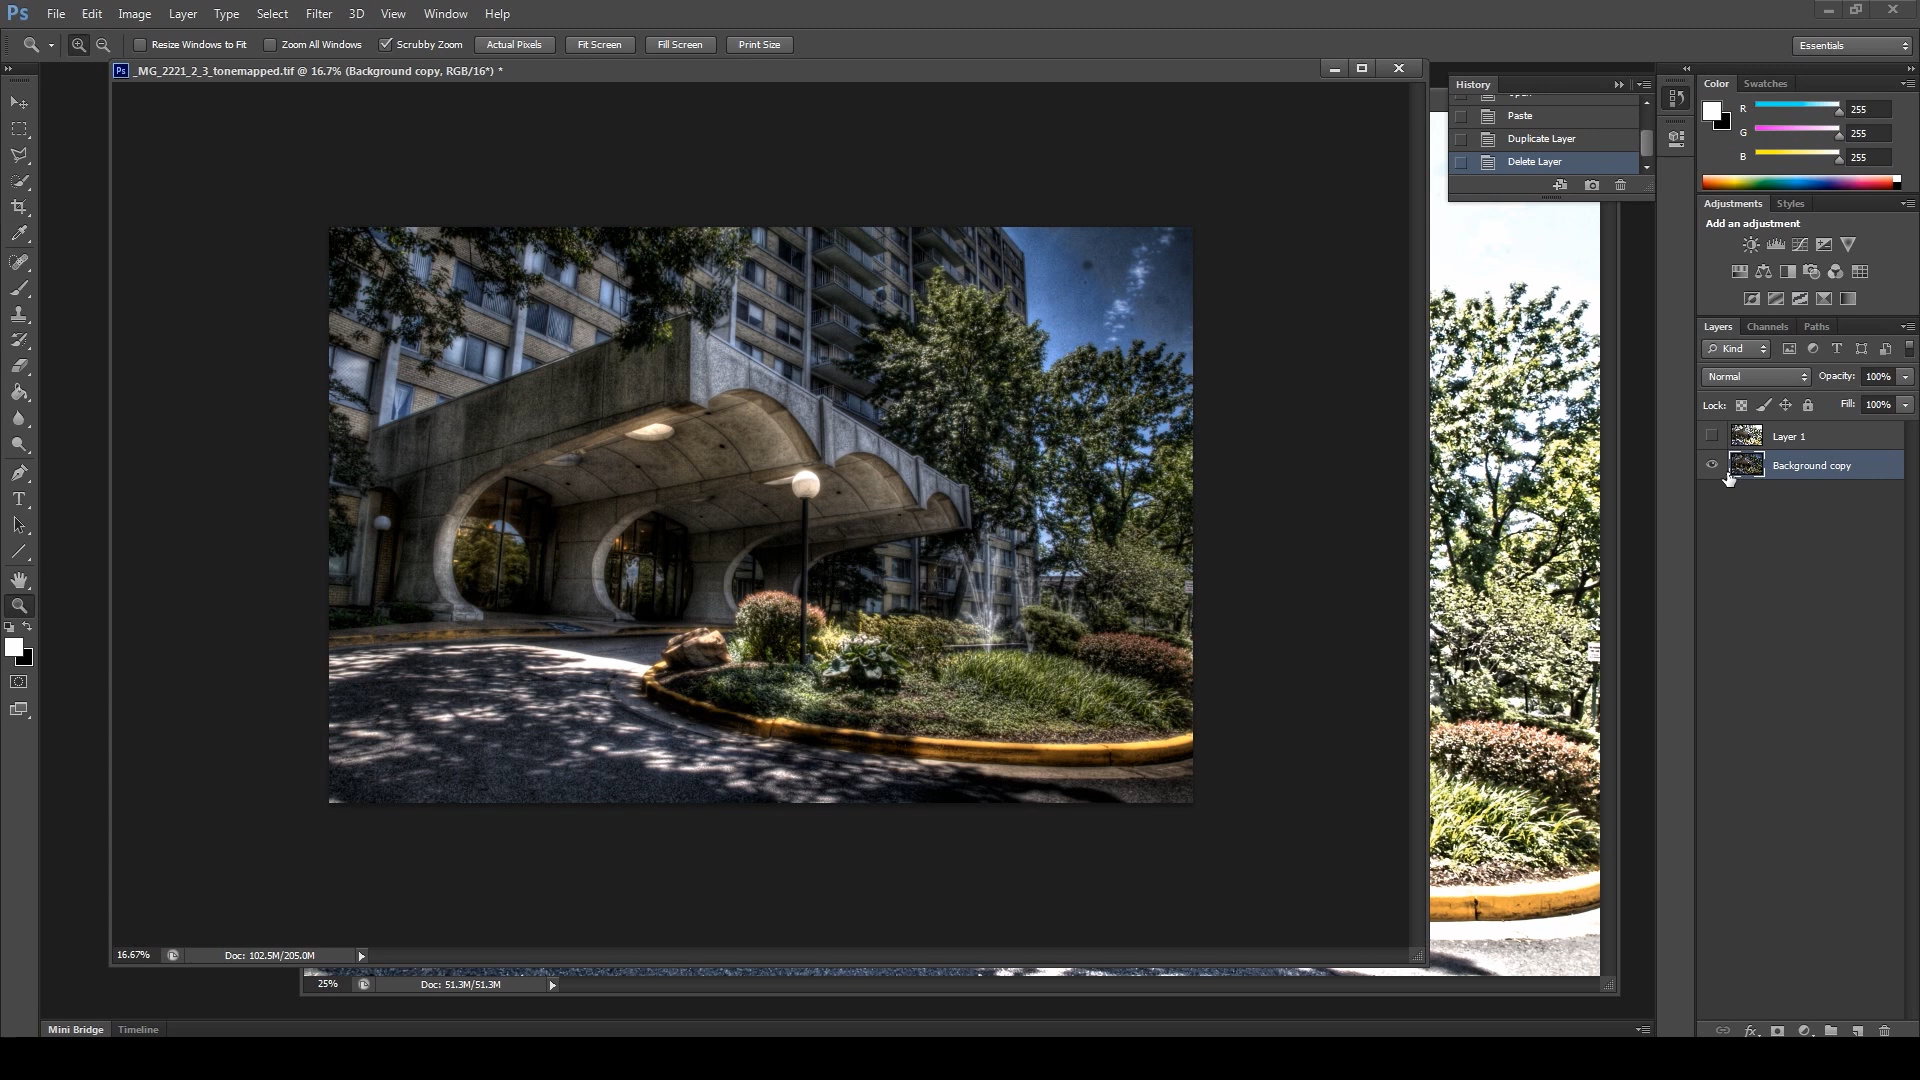 Ps File Edit Image Layer Type Select Filter 3D View Window Help
Resize Windows to Fit Zoom All Windows Scrubby Zoom Actual Pixels Fit Screen Fill Screen Print Size Essentials
Ps _MG_2221_2_3_tonemapped.tif @ 16.7% (Background copy, RGB/16*) *
History
Paste
Duplicate Layer
Delete Layer
Color Swatches
R 255
G 255
B 255
Adjustments Styles
Add an adjustment
Layers Channels Paths
Kind
Normal Opacity: 100%
Lock: Fill: 100%
Layer 1
Background copy
16.67% Doc: 102.5M/205.0M
25% Doc: 51.3M/51.3M
Mini Bridge Timeline
fx